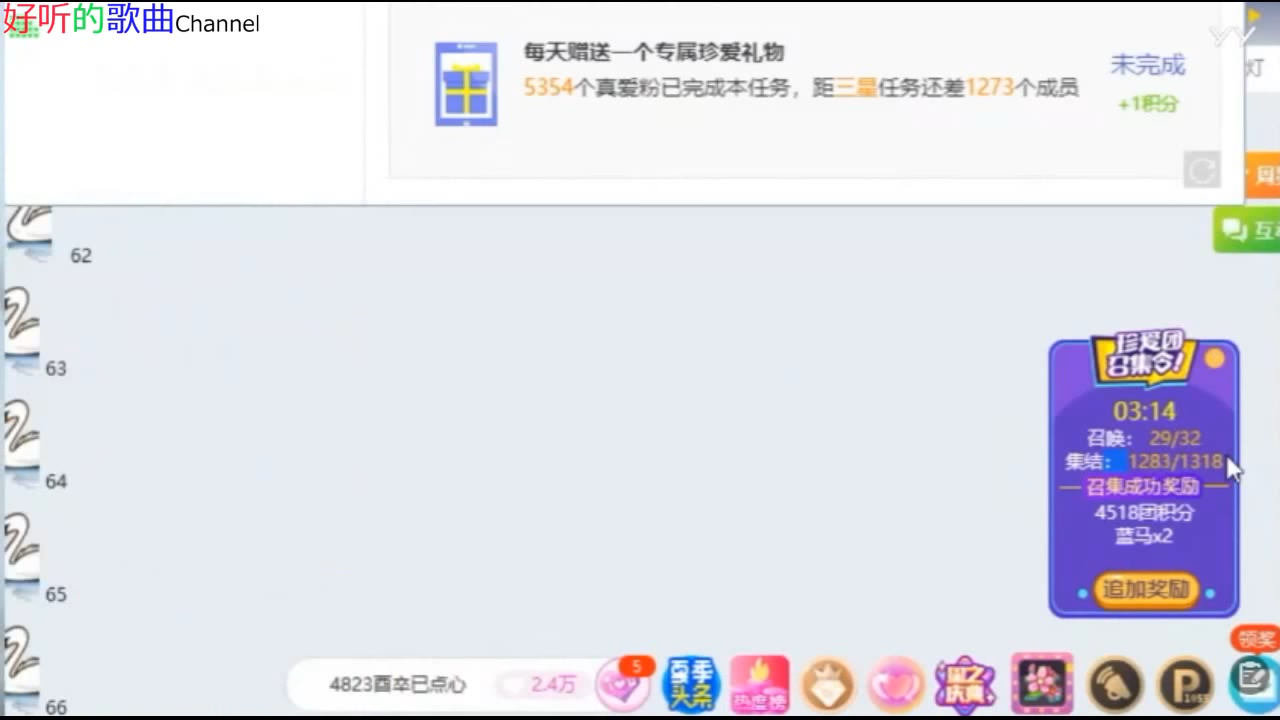 好听的歌曲Channel
YY
每天赠送一个专属珍爱礼物
5354个真爱粉已完成本任务，距三星任务还差1273个成员
未完成
+1积分
灯
62
63
64
65
66
珍爱团
召集令!
03:14
召唤： 29/32
集结： 1283/1318
召集成功奖励
4518团积分
蓝马x2
追加奖励
领奖
4823酉卒已点心
2.4万
5
夏季
头条
热度榜
P